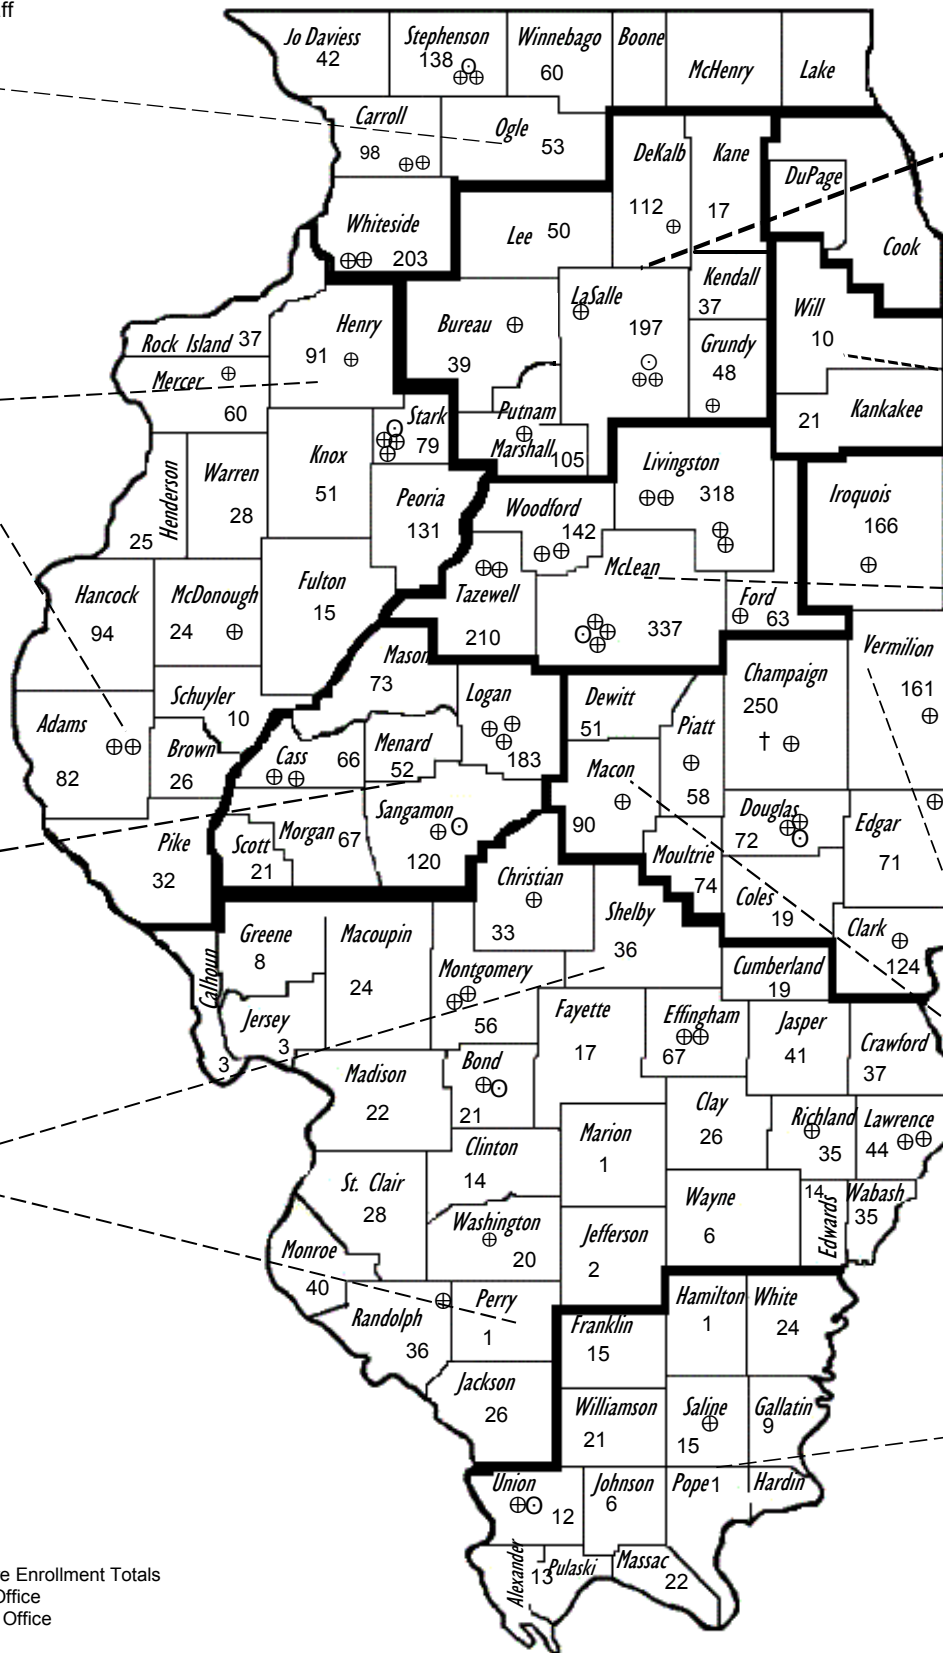 ff
Jo Daviess
42
Stephenson
138
Winnebago
60
Boone
McHenry
Lake
Carroll
98
Ogle
53
DeKalb
112
Kane
17
DuPage
Cook
Whiteside
203
Lee 50
Kendall
37
Will
10
LaSalle
197
Bureau
39
Grundy
48
Rock Island 37
Henry
91
Mercer
60
Stark
79
Putnam
Marshall
105
Kankakee
21
Henderson
25
Warren
28
Knox
51
Peoria
131
Woodford
142
Livingston
318
Iroquois
166
Hancock
94
McDonough
24
Fulton
15
Tazewell
210
McLean
337
Ford
63
Mason
73
Logan
183
Dewitt
51
Piatt
58
Champaign
250
Vermilion
161
Adams
82
Schuyler
10
Brown
26
Cass
66
Menard
52
Macon
90
Douglas
72
Edgar
71
Pike
32
Scott
21
Morgan 67
Sangamon
120
Christian
33
Moultrie
74
Coles
19
Clark
124
Shelby
36
Cumberland
19
Calhoun
3
Greene
8
Macoupin
24
Jersey
3
Montgomery
56
Fayette
17
Effingham
67
Jasper
41
Crawford
37
Madison
22
Bond
21
Clay
26
Richland
35
Lawrence
44
Clinton
14
Marion
1
St. Clair
28
Washington
20
Jefferson
2
Wayne
6
Edwards
14
Wabash
35
Monroe
40
Randolph
36
Perry
1
Franklin
15
Hamilton
1
White
24
Jackson
26
Williamson
21
Saline
15
Gallatin
9
Union
12
Johnson
6
Pope 1
Hardin
Alexander
13
Pulaski
Massac
22
e Enrollment Totals
Office
Office